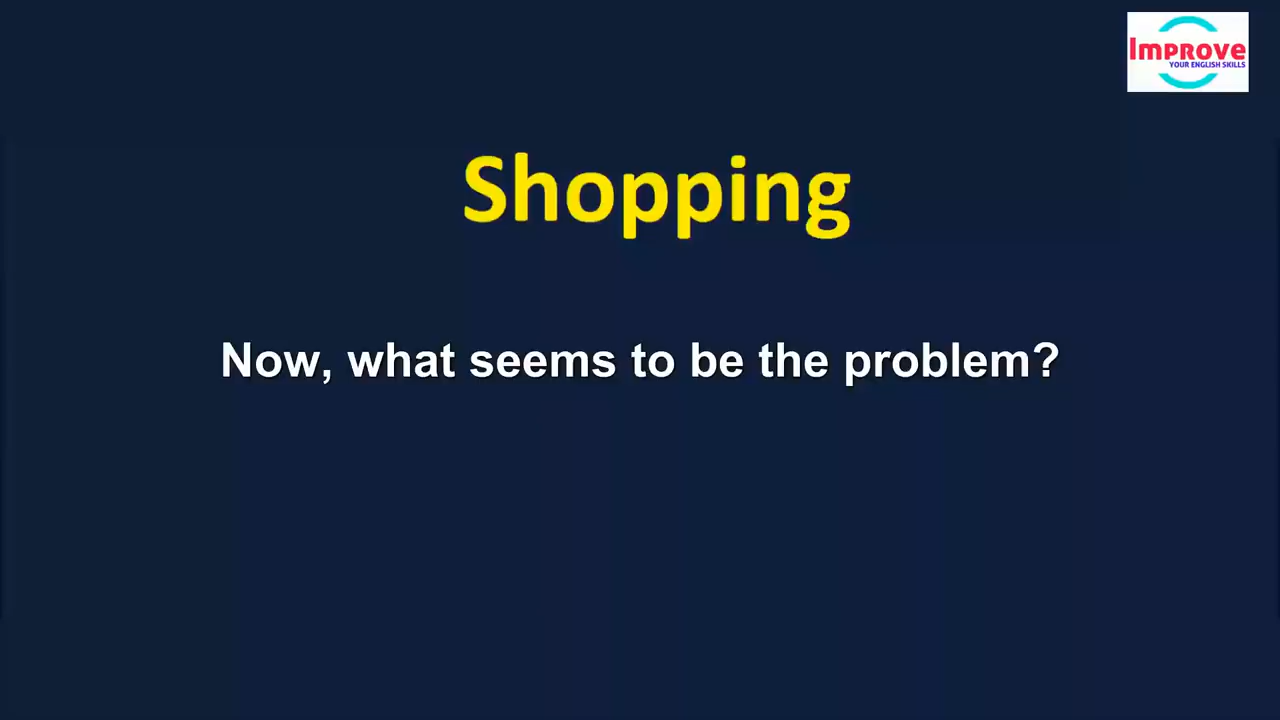 Improve
YOUR ENGLISH SKILLS
Shopping
Now, what seems to be the problem?